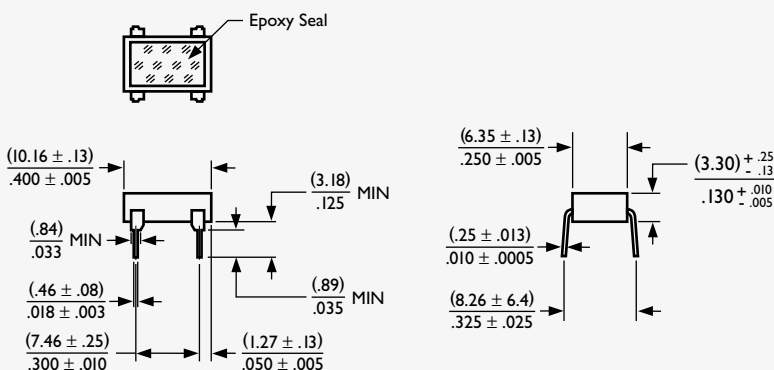 Epoxy Seal
(10.16 ± .13)
.400 ± .005
(3.18)
.125 MIN
(.84)
.033 MIN
(.46 ± .08)
.018 ± .003
(.89)
.035 MIN
(7.46 ± .25)
.300 ± .010
(1.27 ± .13)
.050 ± .005
(6.35 ± .13)
.250 ± .005
(3.30) + .25 - .13
.130 + .010 - .005
(.25 ± .013)
.010 ± .0005
(8.26 ± 6.4)
.325 ± .025